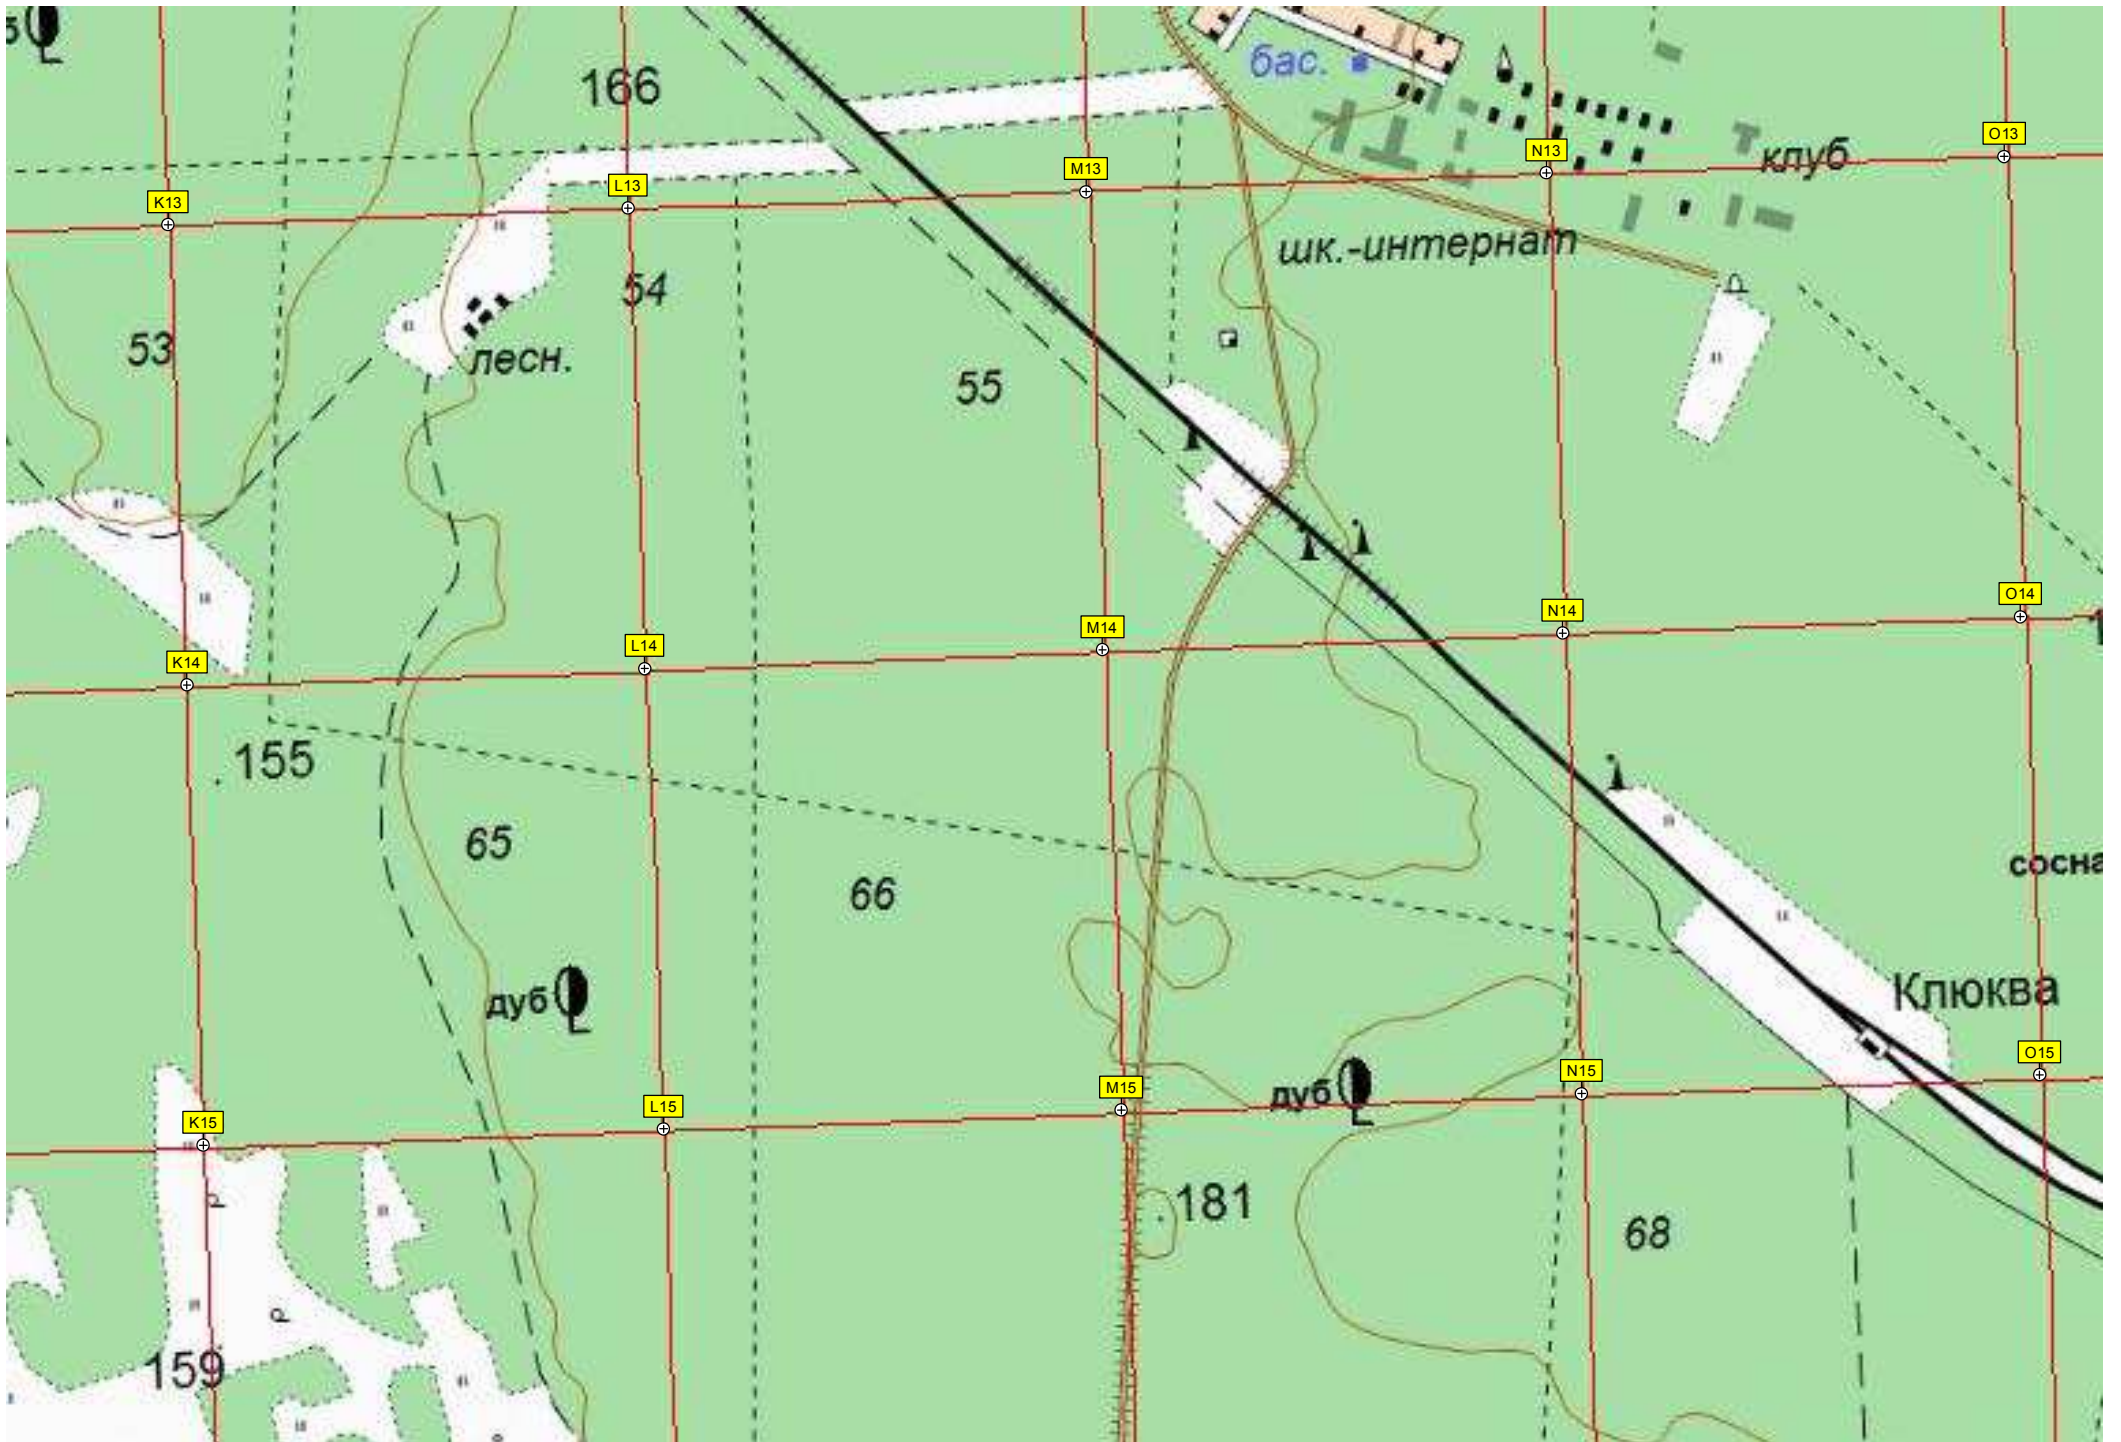 166
бас.
K13
L13
M13
N13
O13
клуб
шк.-интернат
54
53
лесн.
55
K14
L14
M14
N14
O14
155
65
66
сосна
дуб
Клюква
K15
L15
M15
дуб
N15
O15
181
68
Р
Р
159